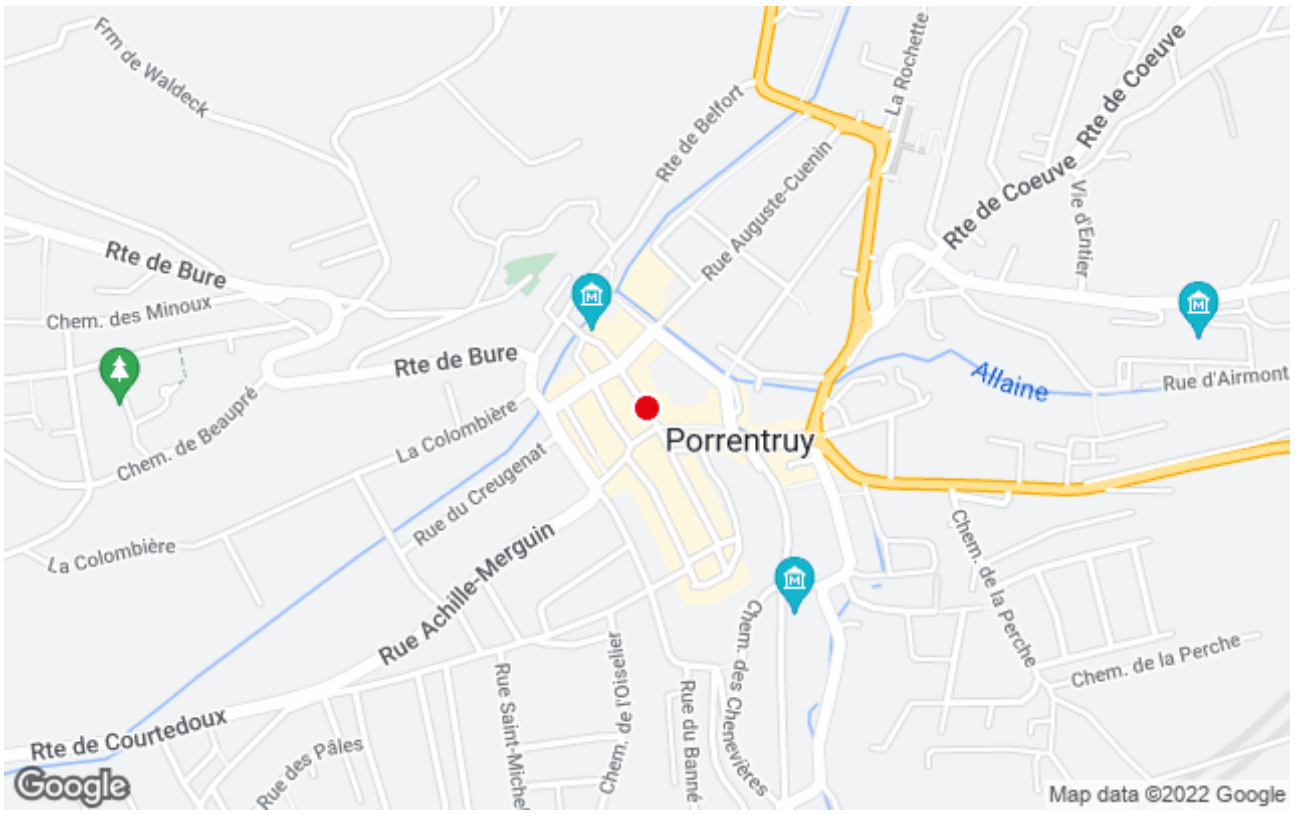 Frm de Waldeck
Rte de Belfort
La Rochette
Rte de Coeuve
Rte de Coeuve
Rue Auguste-Cuenin
Vie d'Entier
Rte de Bure
Chem. des Minoux
Rte de Bure
Allaine
Rue d'Airmont
Chem. de Beaupré
La Colombière
Porrentruy
Rue du Creugenat
La Colombière
Rue Achille-Merguin
Chem. de la Perche
Chem. de la Perche
Chem. des Chenevières
Chem. de l'Oiselier
Rue Saint-Michel
Rue du Banné
Rte de Courtedoux
Rue des Pâles
Google
Map data ©2022 Google
M
M
M